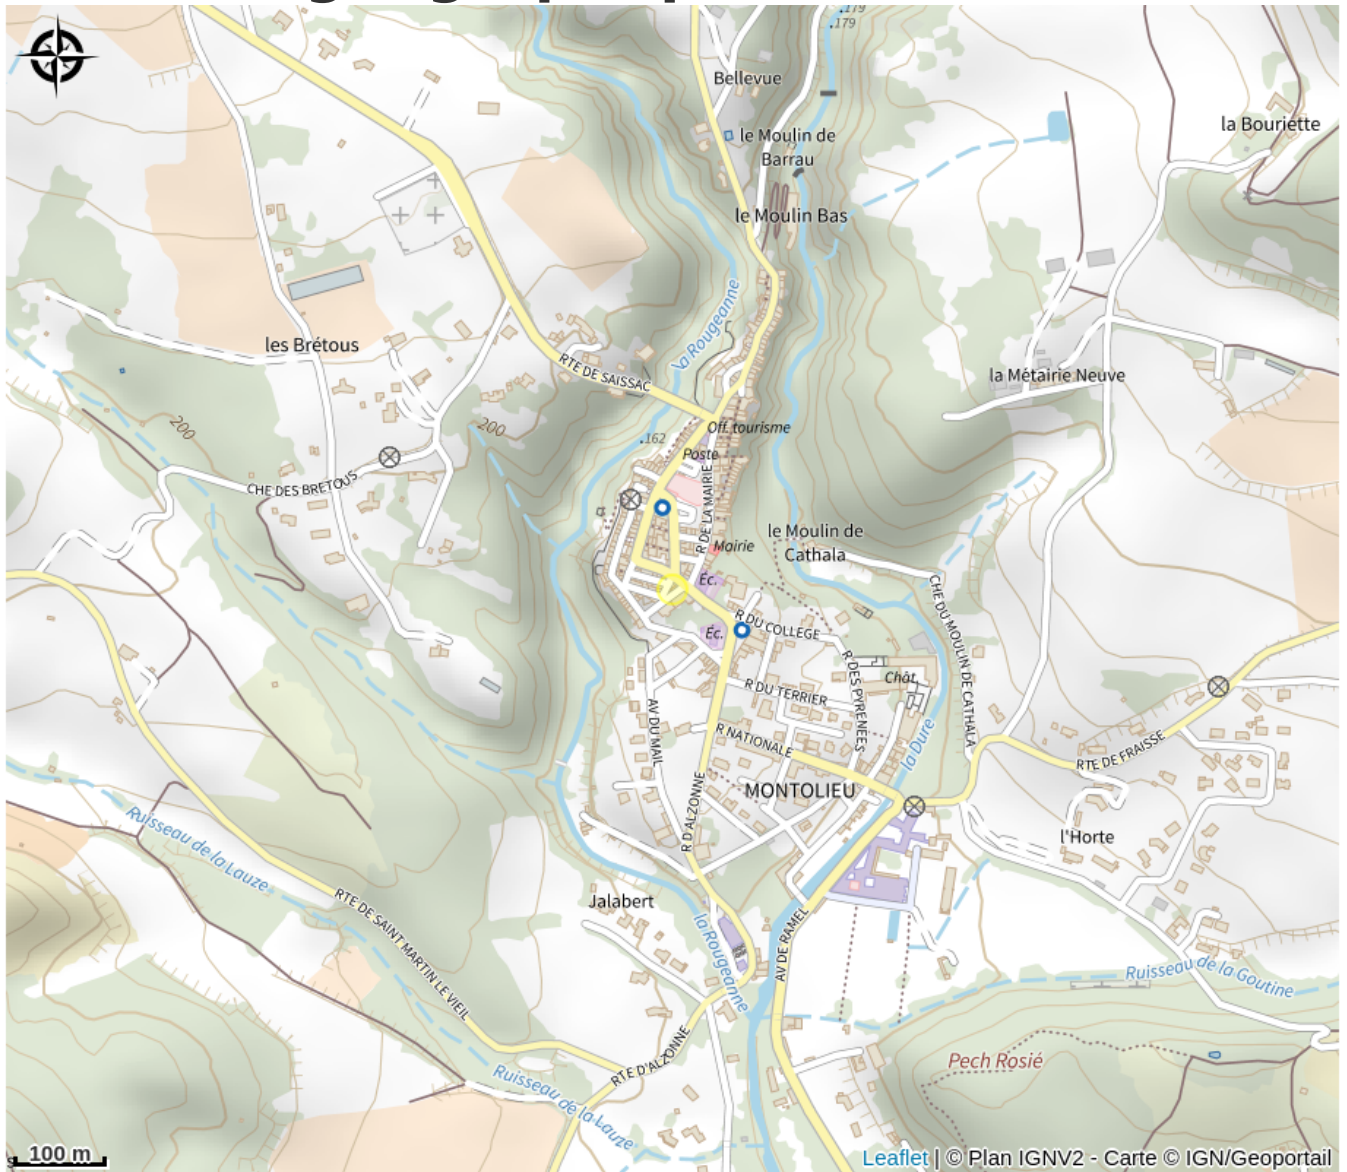 .179
.179
Bellevue
la Bouriette
le Moulin de
Barrau
le Moulin Bas
la Rougeanne
les Brétous
RTE DE SAISSAC
la Métairie Neuve
200
200
Off. tourisme
.162
Poste
CHE DES BRETOUS
R DE LA MAIRIE
le Moulin de
Cathala
Mairie
Éc.
CHE DU MOULIN DE CATHALA
R DU COLLEGE
Éc.
R DES PYRENEES
Chât.
R DU TERRIER
AV DU MAIL
R NATIONALE
la Dure
RTE DE FRAISSE
MONTOLIEU
R D'ALZONNE
Ruisseau de la Lauze
l'Horte
RTE DE SAINT MARTIN LE VIEIL
Jalabert
la Rougeanne
AV DE RAMEL
Ruisseau de la Goutine
RTE D'ALZONNE
Pech Rosié
Ruisseau de la Lauze
100 m
Leaflet | © Plan IGNV2 - Carte © IGN/Geoportail